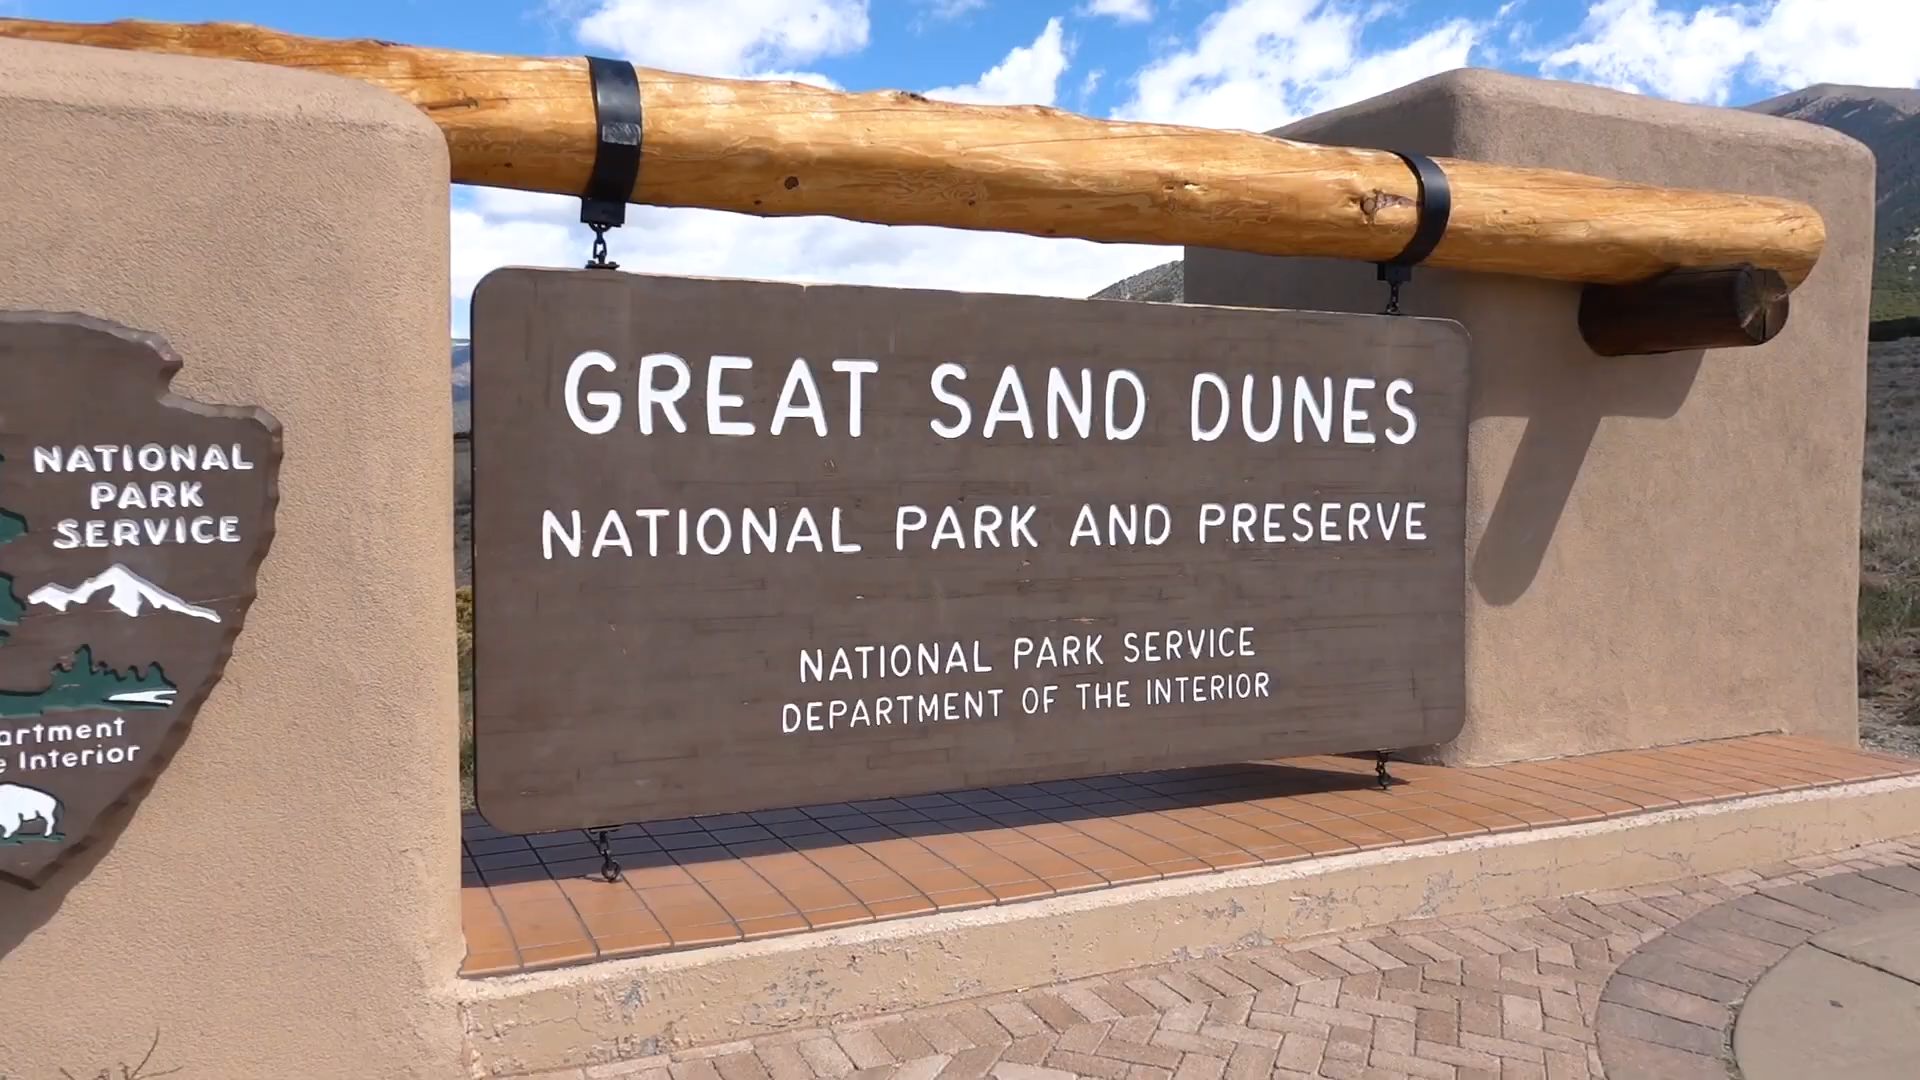 NATIONAL
PARK
SERVICE
artment
Interior
GREAT SAND DUNES
NATIONAL PARK AND PRESERVE
NATIONAL PARK SERVICE
DEPARTMENT OF THE INTERIOR